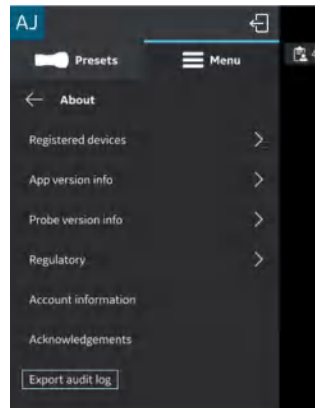 AJ
Presets
Menu
About
Registered devices
App version info
Probe version info
Regulatory
Account information
Acknowledgements
Export audit log